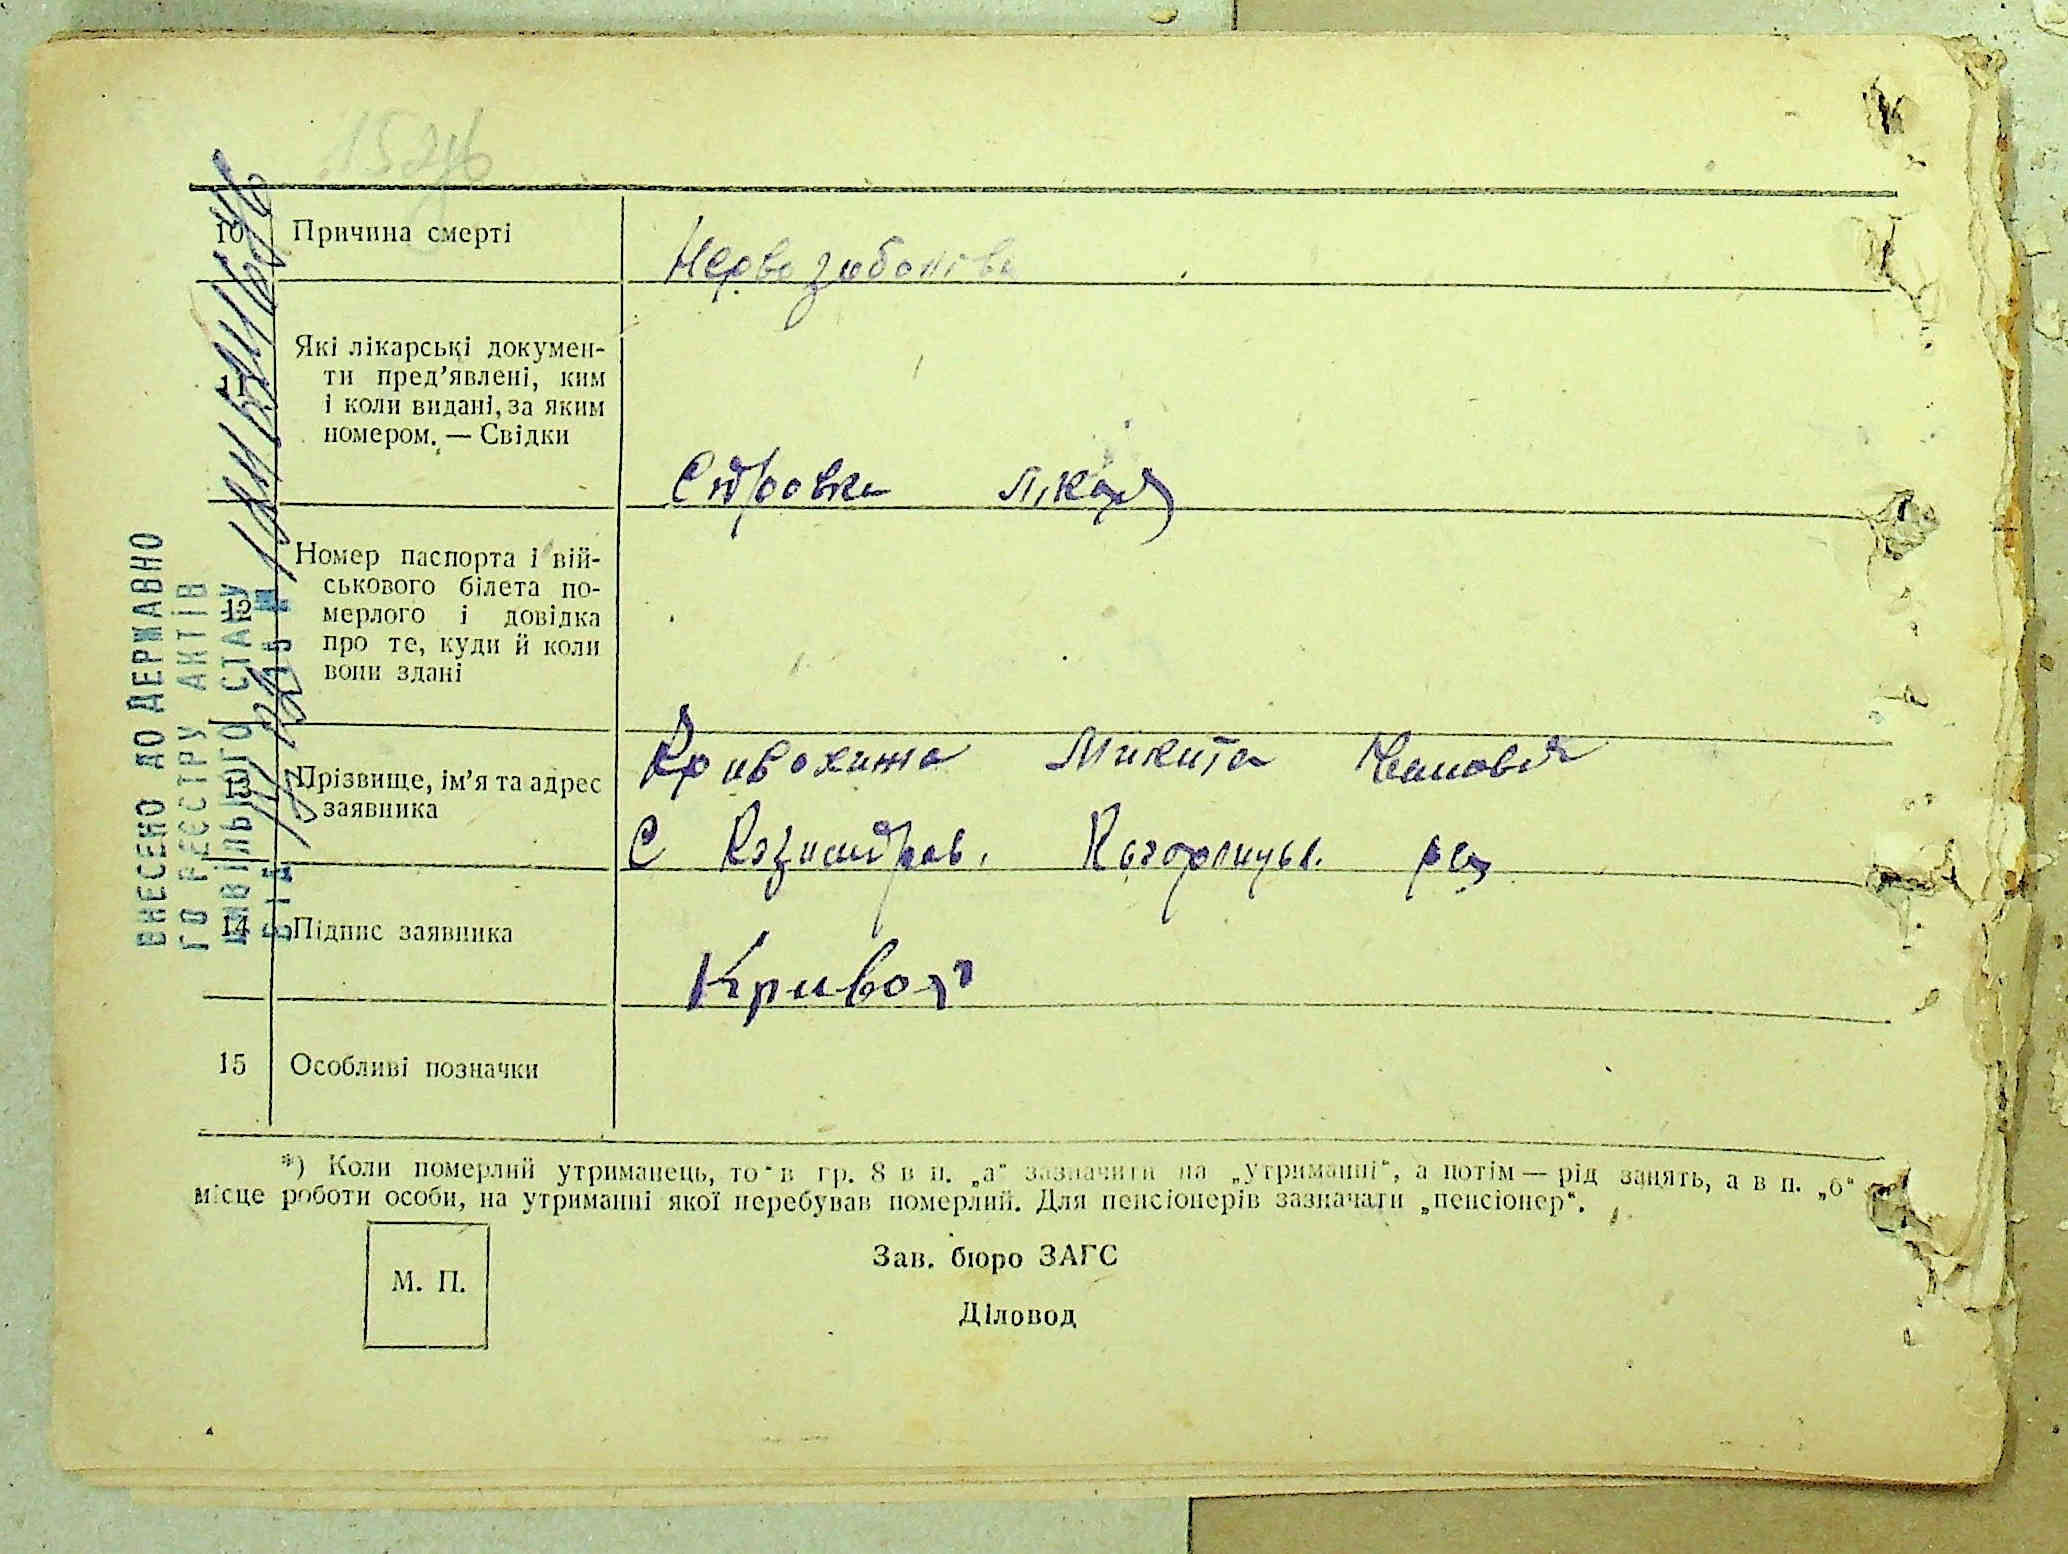 10 Причина смерті
11 Які лікарські докумен-
ти пред'явлені, ким
і коли видані, за яким
номером. — Свідки
лікаря
12 Номер паспорта і вій-
ськового білета по-
мерлого і довідка
про те, куди й коли
вони здані
13 Прізвище, ім'я та адрес
заявника
Кривохижа Микита Іванович
с
14 Підпис заявника
15 Особливі позначки
*) Коли померлий утриманець, то в гр. 8 в п. „а“ зазначити на „утриманні“, а потім — рід занять, а в п. „б“
місце роботи особи, на утриманні якої перебував померлий. Для пенсіонерів зазначати „пенсіонер“.
М. П.
Зав. бюро ЗАГС
Діловод
ВНЕСЕНО ДО ДЕРЖАВНО
ГО РЕЄСТРУ АКТІВ
ЦИВІЛЬНОГО СТАНУ